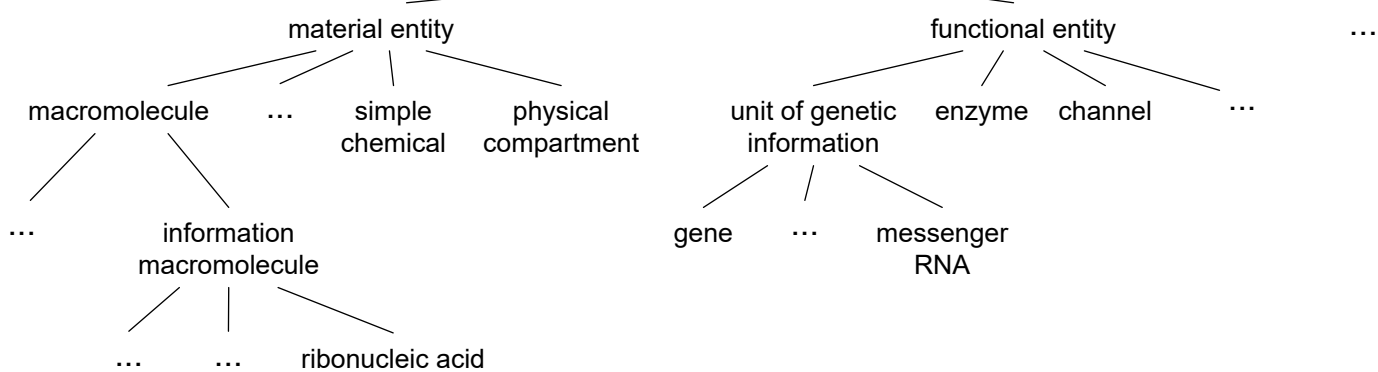 material entity
functional entity
...
macromolecule
...
simple
chemical
physical
compartment
unit of genetic
information
enzyme
channel
...
...
information
macromolecule
gene
...
messenger
RNA
...
...
ribonucleic acid